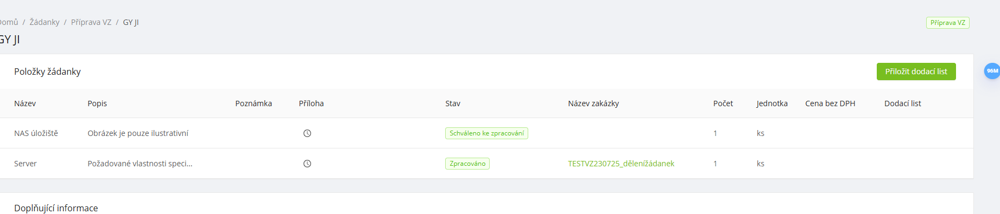 Domů / Žádanky / Příprava VZ / GY JI
Příprava VZ
GY JI
Položky žádanky
Přiložit dodací list
96M
Název Popis Poznámka Příloha Stav Název zakázky Počet Jednotka Cena bez DPH Dodací list
NAS úložiště Obrázek je pouze ilustrativní Schváleno ke zpracování 1 ks
Server Požadované vlastnosti speci... Zpracováno TESTVZ230725_dělenížádanek 1 ks
Doplňující informace